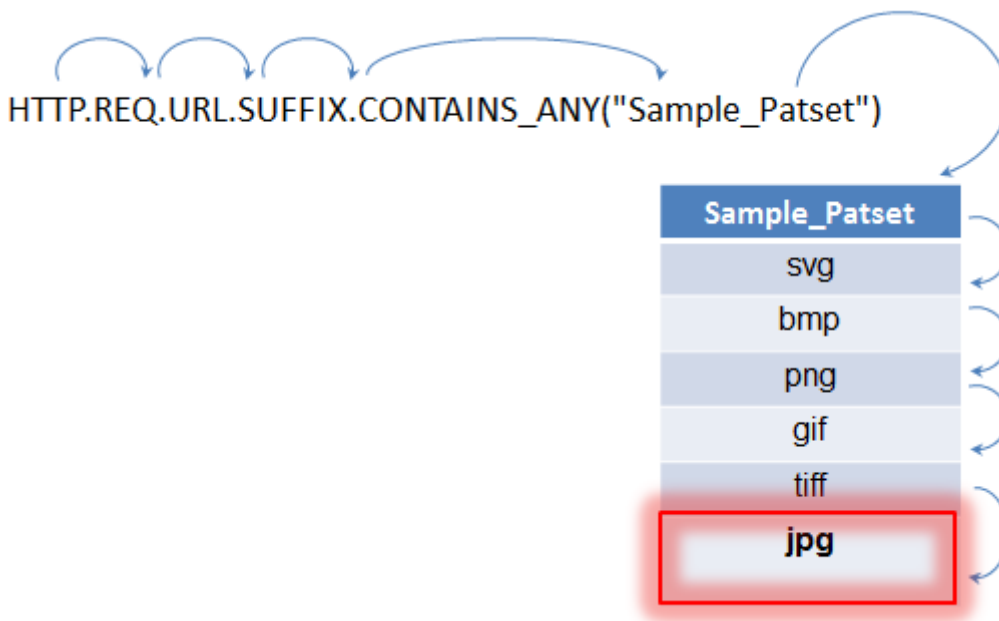 HTTP.REQ.URL.SUFFIX.CONTAINS_ANY("Sample_Patset")
Sample_Patset
svg
bmp
png
gif
tiff
jpg